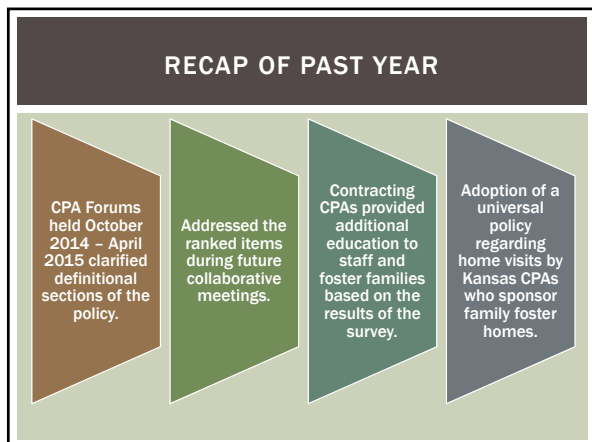 RECAP OF PAST YEAR
CPA Forums
held October
2014 – April
2015 clarified
definitional
sections of the
policy.
Addressed the
ranked items
during future
collaborative
meetings.
Contracting
CPAs provided
additional
education to
staff and
foster families
based on the
results of the
survey.
Adoption of a
universal
policy
regarding
home visits by
Kansas CPAs
who sponsor
family foster
homes.